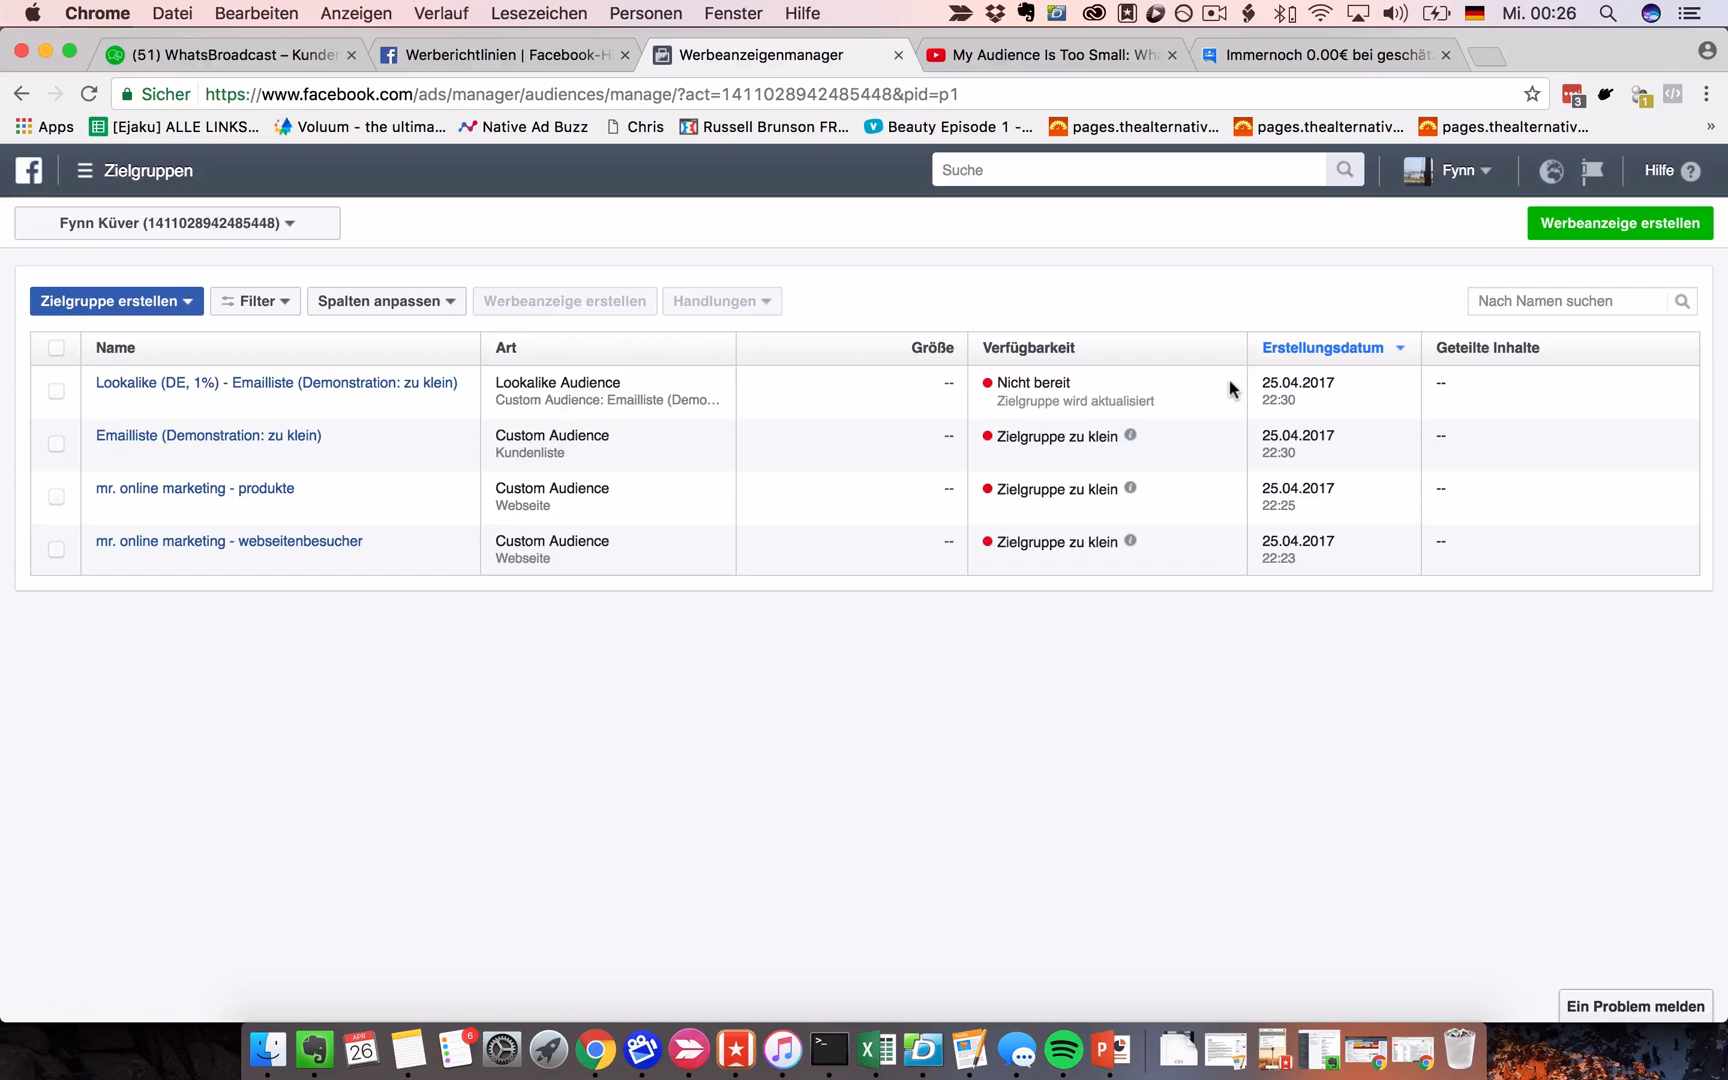 Chrome Datei Bearbeiten Anzeigen Verlauf Lesezeichen Personen Fenster Hilfe Mi. 00:26
(51) WhatsBroadcast – Kunden
Werberichtlinien | Facebook-H
Werbeanzeigenmanager
My Audience Is Too Small: Wha
Immernoch 0.00€ bei geschätz
Sicher https://www.facebook.com/ads/manager/audiences/manage/?act=1411028942485448&pid=p1
3
1
Apps [Ejaku] ALLE LINKS... Voluum - the ultima... Native Ad Buzz Chris Russell Brunson FR... Beauty Episode 1 -... pages.thealternativ... pages.thealternativ... pages.thealternativ... »
Zielgruppen
Suche
Fynn
Hilfe
Fynn Küver (1411028942485448)
Werbeanzeige erstellen
Zielgruppe erstellen Filter Spalten anpassen Werbeanzeige erstellen Handlungen
Nach Namen suchen
Name Art Größe Verfügbarkeit Erstellungsdatum Geteilte Inhalte
Lookalike (DE, 1%) - Emailliste (Demonstration: zu klein) Lookalike Audience -- Nicht bereit 25.04.2017 --
Custom Audience: Emailliste (Demo... Zielgruppe wird aktualisiert 22:30
Emailliste (Demonstration: zu klein) Custom Audience -- Zielgruppe zu klein 25.04.2017 --
Kundenliste 22:30
mr. online marketing - produkte Custom Audience -- Zielgruppe zu klein 25.04.2017 --
Webseite 22:25
mr. online marketing - webseitenbesucher Custom Audience -- Zielgruppe zu klein 25.04.2017 --
Webseite 22:23
Ein Problem melden
APR
26
6